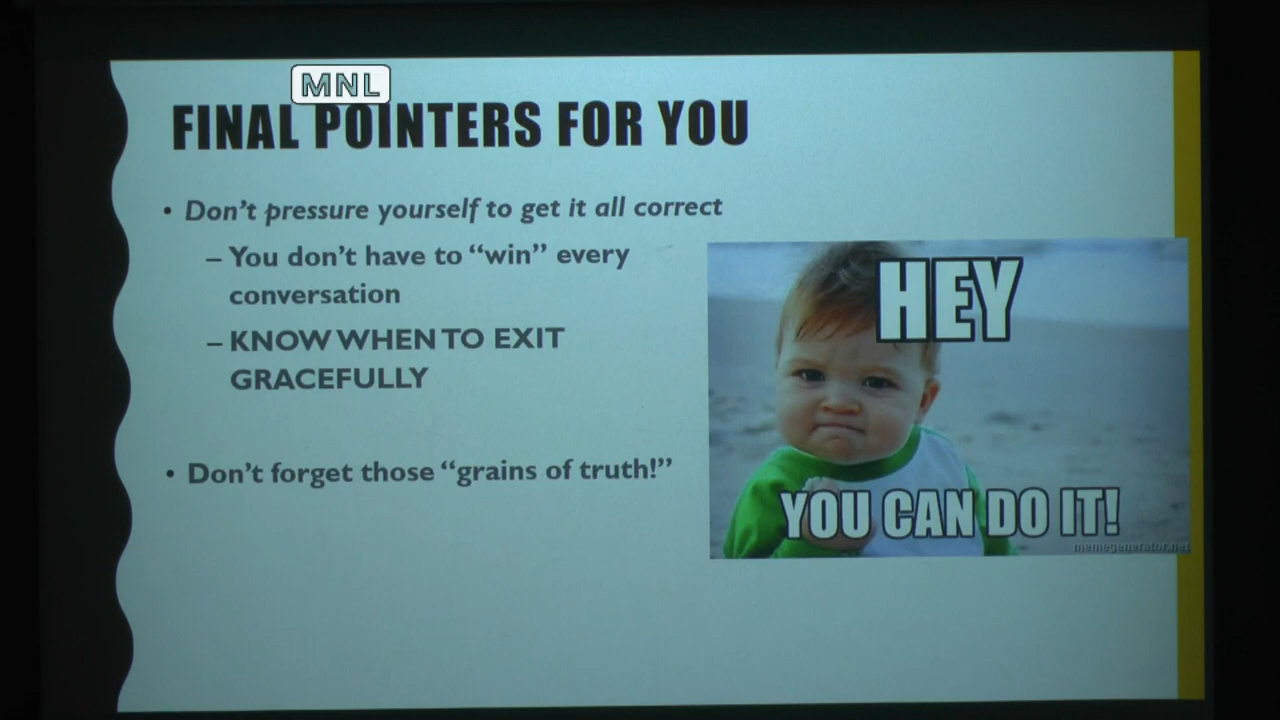 MNL
FINAL POINTERS FOR YOU
• Don't pressure yourself to get it all correct
– You don't have to “win” every
conversation
– KNOW WHEN TO EXIT
GRACEFULLY
• Don't forget those “grains of truth!”
HEY
YOU CAN DO IT!
memegenerator.net